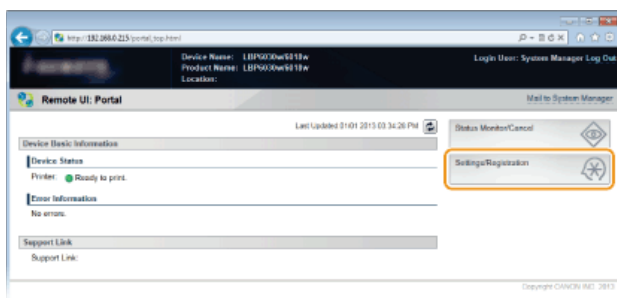 http://192.168.0.215/portal_top.html
Device Name: LBP6030w/6018w
Product Name: LBP6030w/6018w
Location:
Login User: System Manager Log Out
Remote UI: Portal
Mail to System Manager
Last Updated 01/01 2015 03:34:26 PM
Device Basic Information
Device Status
Printer: Ready to print.
Error Information
No errors.
Support Link
Support Link:
Status Monitor/Cancel
Settings/Registration
Copyright CANON INC. 2013